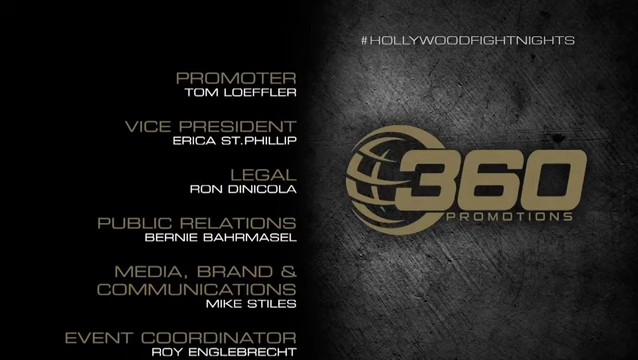 #HOLLYWOODFIGHTNIGHTS
PROMOTER
TOM LOEFFLER
VICE PRESIDENT
ERICA ST.PHILLIP
LEGAL
RON DINICOLA
PUBLIC RELATIONS
BERNIE BAHRMASEL
MEDIA, BRAND &
COMMUNICATIONS
MIKE STILES
EVENT COORDINATOR
ROY ENGLEBRECHT
360
PROMOTIONS